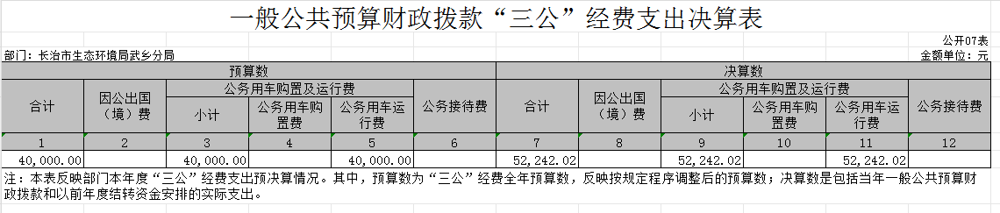 一般公共预算财政拨款“三公”经费支出决算表
公开07表
部门：长治市生态环境局武乡分局 金额单位：元
预算数 决算数
合计 因公出国（境）费 公务用车购置及运行费 公务接待费 合计 因公出国（境）费 公务用车购置及运行费 公务接待费
小计 公务用车购置费 公务用车运行费 小计 公务用车购置费 公务用车运行费
1 2 3 4 5 6 7 8 9 10 11 12
40,000.00 40,000.00 40,000.00 52,242.02 52,242.02 52,242.02
注：本表反映部门本年度“三公”经费支出预决算情况。其中，预算数为“三公”经费全年预算数，反映按规定程序调整后的预算数；决算数是包括当年一般公共预算财
政拨款和以前年度结转资金安排的实际支出。